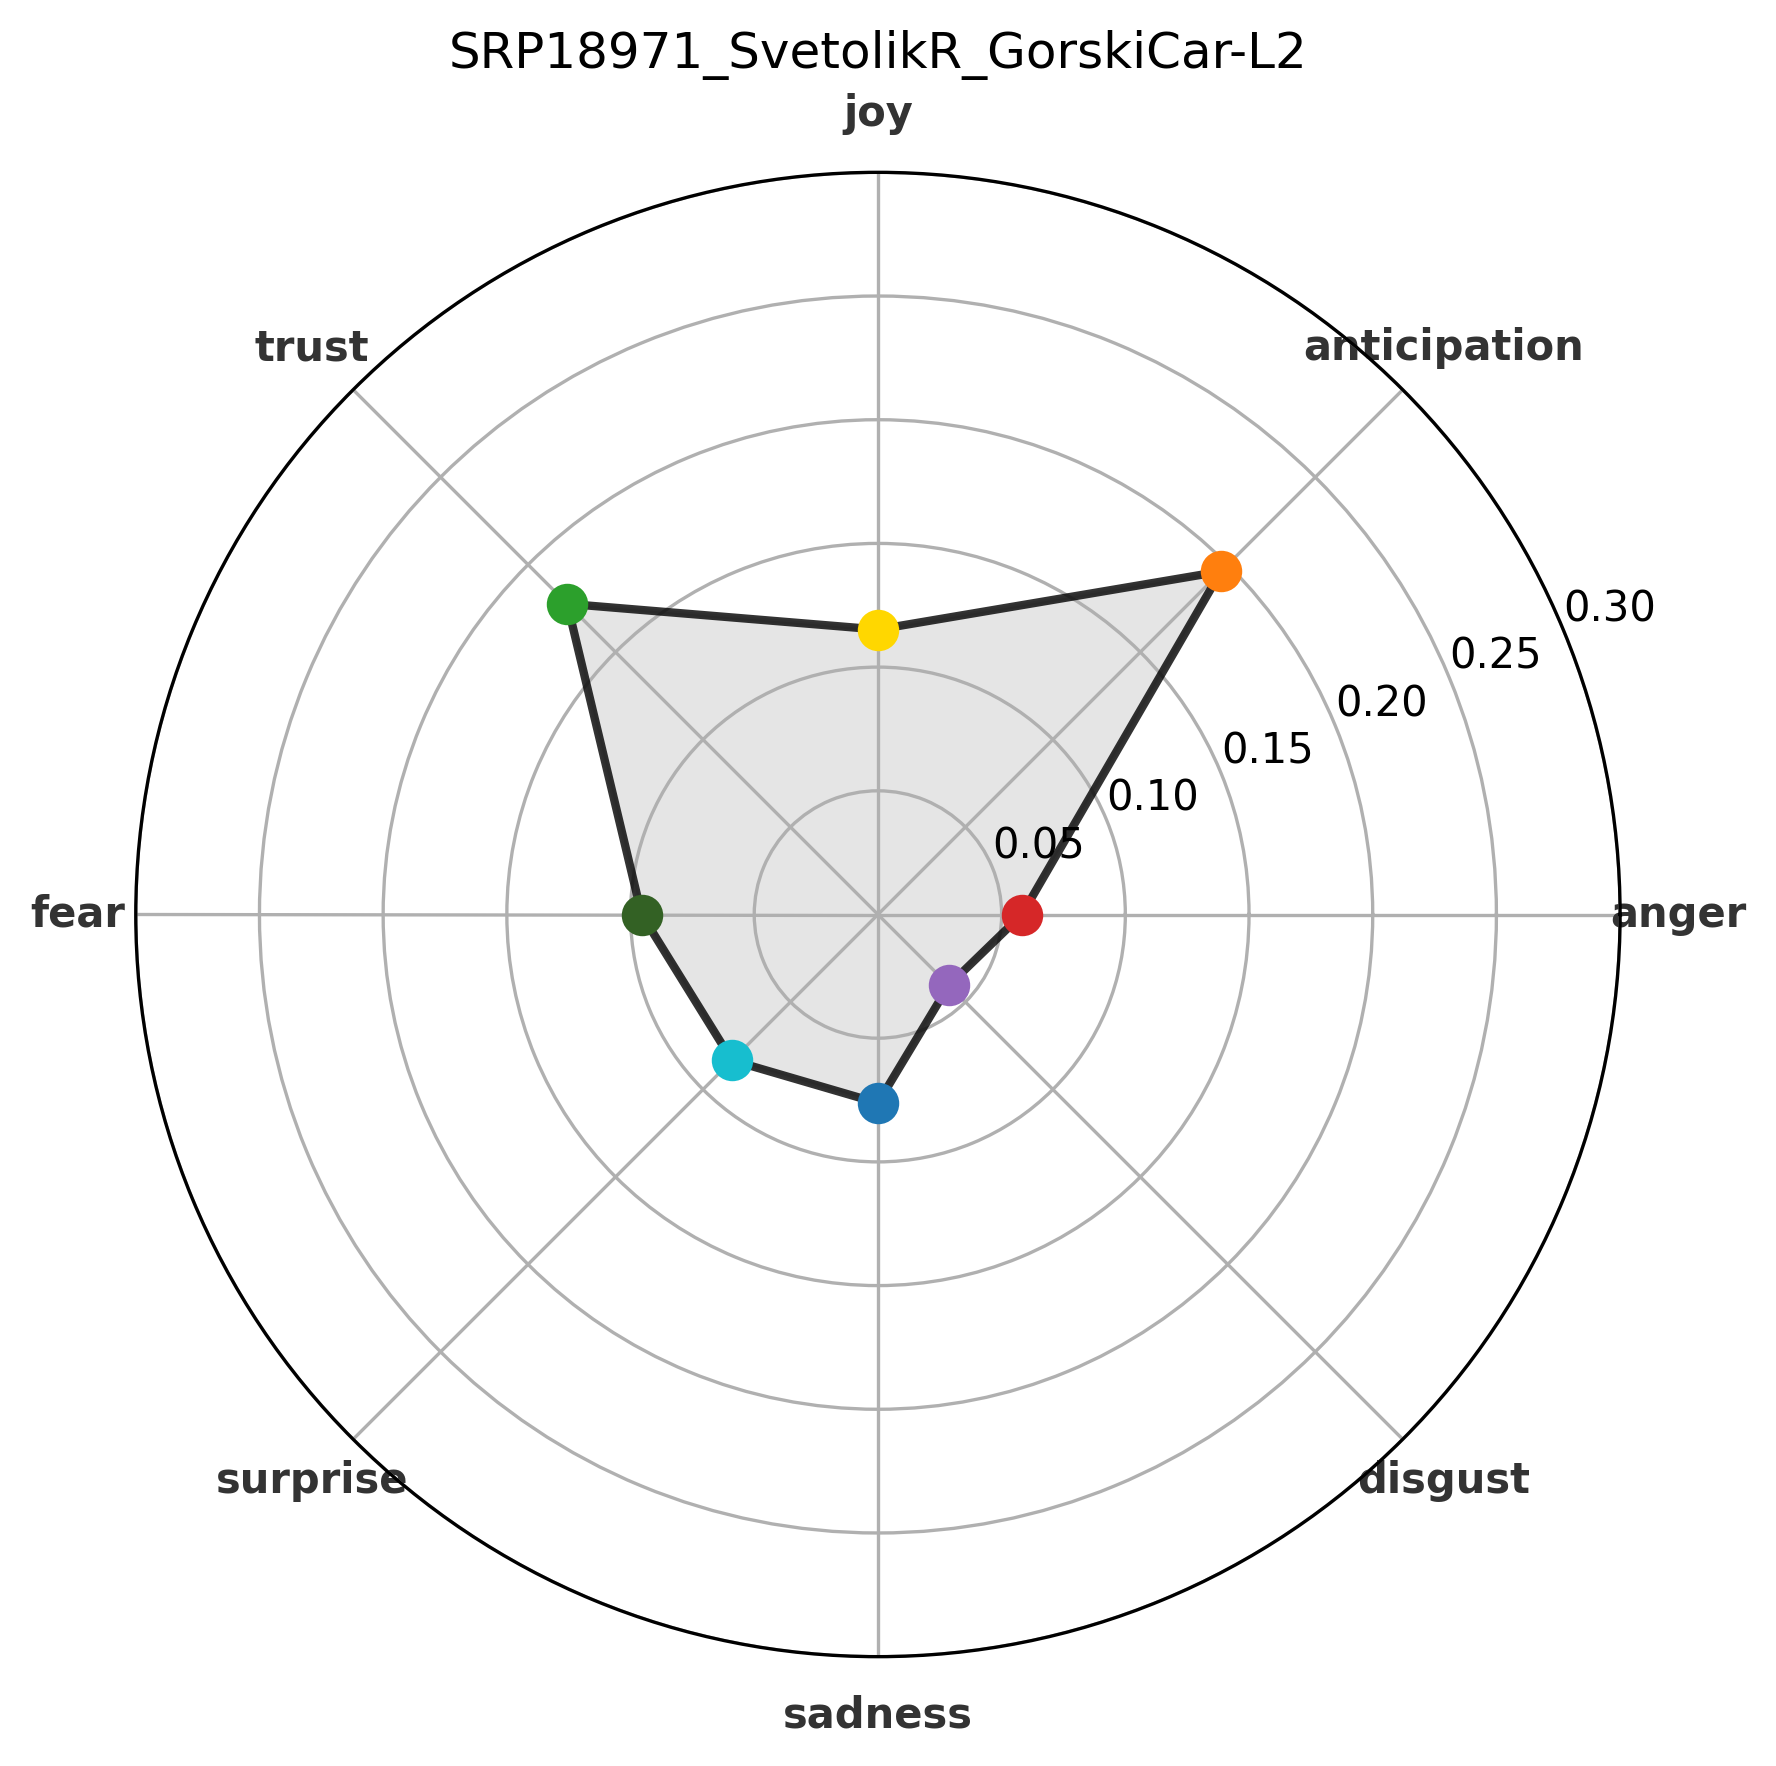 SRP18971_SvetolikR_GorskiCar-L2
joy
trust
anticipation
0.30
0.25
0.20
0.15
0.10
0.05
fear
anger
surprise
disgust
sadness